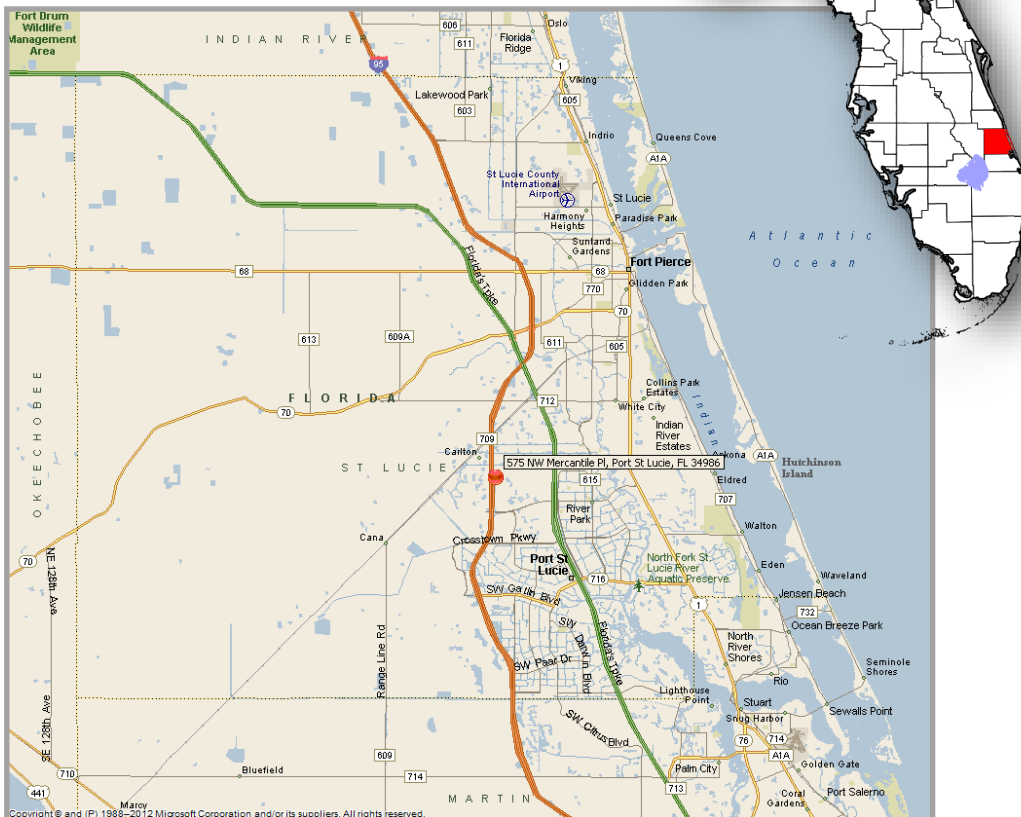 Fort Drum
Wildlife
Management
Area
INDIAN RIVER
606
Oslo
Florida
Ridge
611
95
1
Viking
Lakewood Park
605
603
Indrio
Queens Cove
A1A
St Lucie County
International
Airport
St Lucie
Harmony
Heights
Paradise Park
Sunland
Gardens
Atlantic
Ocean
Florida's Tpke
Fort Pierce
68
68
Glidden Park
770
70
613
609A
611
605
Collins Park
Estates
OKEECHOBEE
FLORIDA
70
712
White City
Indian
Indian
River
Estates
709
Carlton
ST. LUCIE
575 NW Mercantile Pl, Port St Lucie, FL 34986
Ankona
A1A
Hutchinson
Island
615
Eldred
707
River
Park
Walton
Cana
Crosstown Pkwy
70
NE 128th Ave
Port St
Lucie
716
North Fork St.
Lucie River
Aquatic Preserve
Eden
Waveland
Jensen Beach
SW Gatlin Blvd
1
732
Ocean Breeze Park
SW Darwin Blvd
Florida's Tpke
North
River
Shores
Range Line Rd
SW Paar Dr
Seminole
Shores
Rio
Lighthouse
Point
Stuart
Sewalls Point
SE 128th Ave
Snug Harbor
SW Citrus Blvd
76
714
A1A
609
Bluefield
714
Palm City
Golden Gate
710
441
713
Marcy
MARTIN
Coral
Gardens
Port Salerno
Copyright © and (P) 1988–2012 Microsoft Corporation and/or its suppliers. All rights reserved.